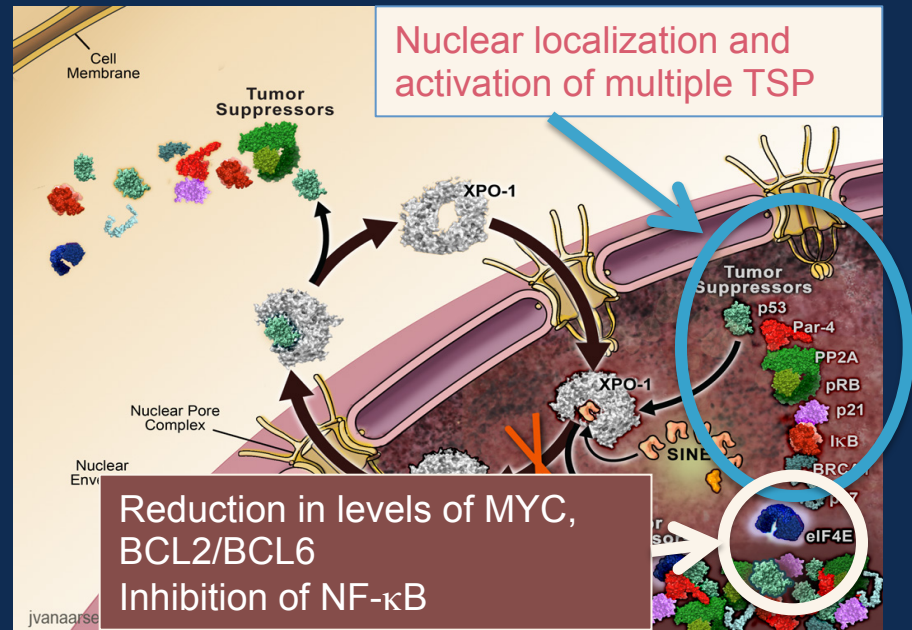 Nuclear localization and
activation of multiple TSP
Cell
Membrane
Tumor
Suppressors
XPO-1
Tumor
Suppressors
p53
Par-4
PP2A
pRB
XPO-1
p21
Nuclear Pore
Complex
IκB
SINE
Nuclear
eIF4E
Reduction in levels of MYC,
BCL2/BCL6
Inhibition of NF-κB